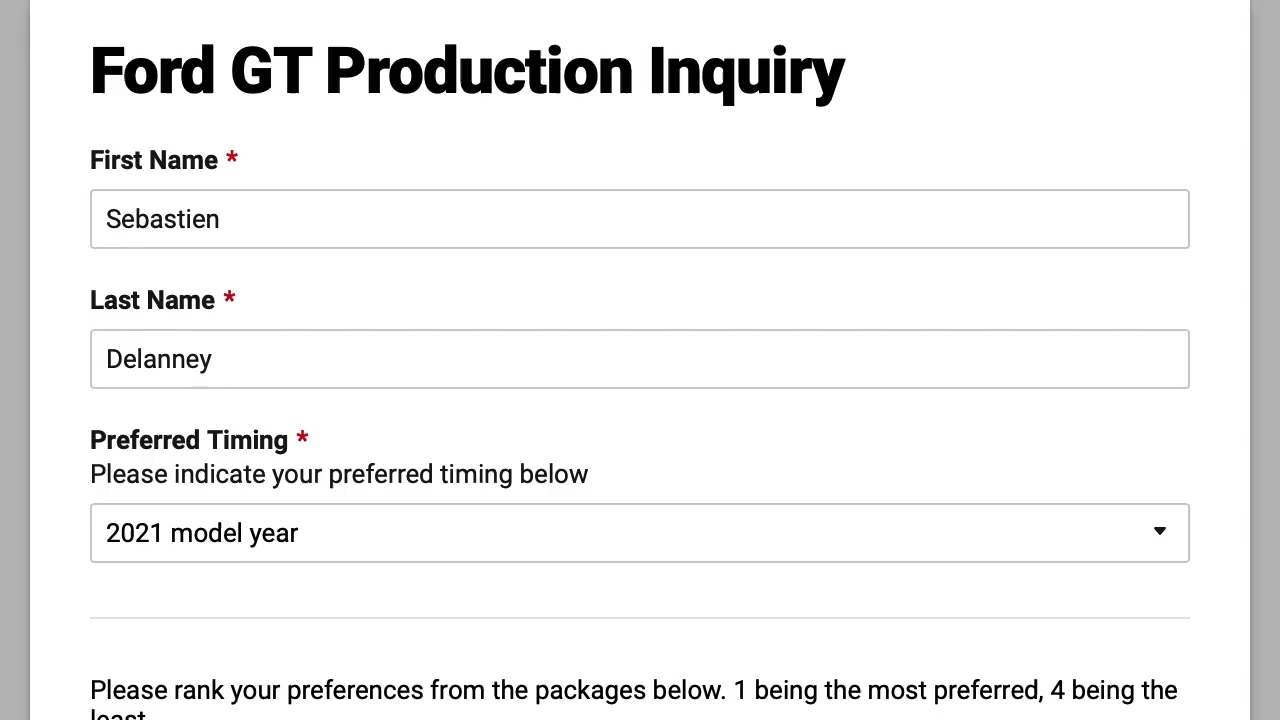 Ford GT Production Inquiry
First Name *
Sebastien
Last Name *
Delanney
Preferred Timing *
Please indicate your preferred timing below
2021 model year
Please rank your preferences from the packages below. 1 being the most preferred, 4 being the
least